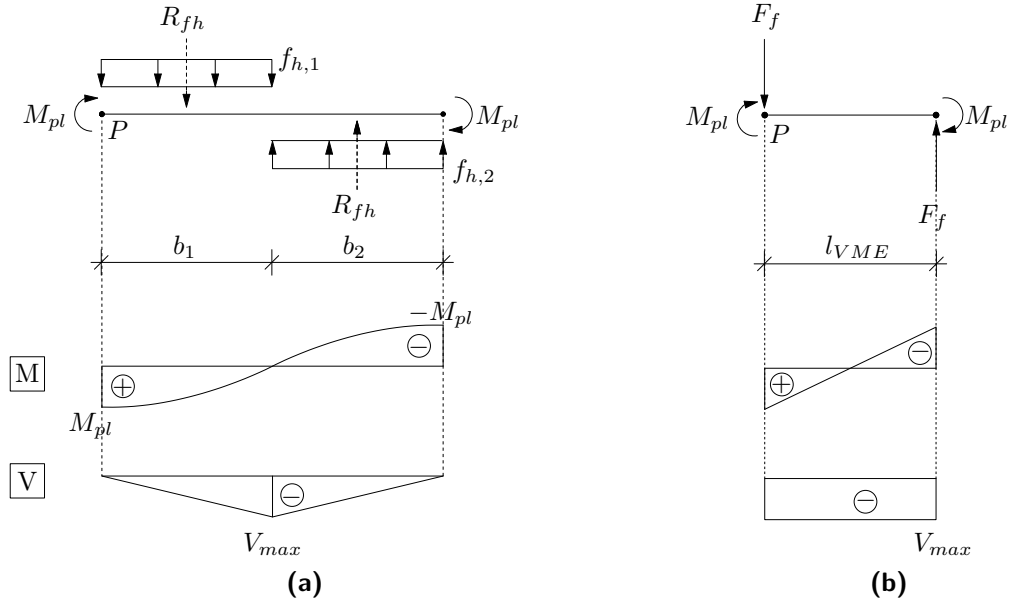 R_{fh}
f_{h,1}
M_{pl}
P
M_{pl}
f_{h,2}
R_{fh}
b_1
b_2
-M_{pl}
M
M_{pl}
V
V_{max}
(a)
F_f
M_{pl}
P
M_{pl}
F_f
l_{VME}
V_{max}
(b)